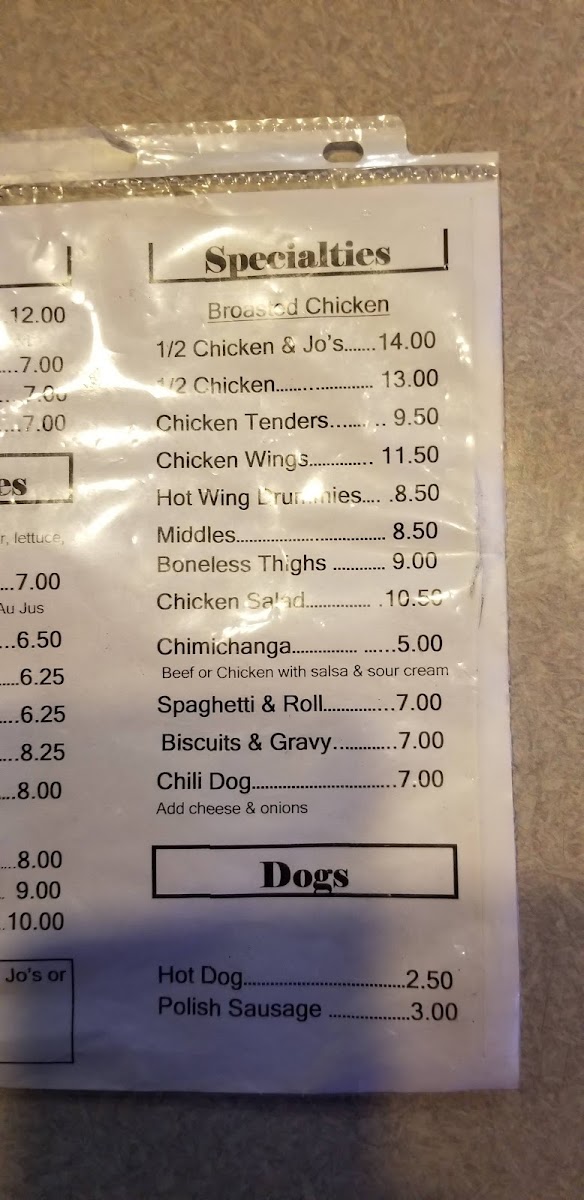 12.00
...7.00
7.00
...7.00
es
r, lettuce,
...7.00
Au Jus
...6.50
.....6.25
....6.25
...8.25
...8.00
....8.00
. 9.00
.10.00
Jo's or
Specialties
Broasted Chicken
1/2 Chicken & Jo's......14.00
1/2 Chicken.................. 13.00
Chicken Tenders....... .. 9.50
Chicken Wings............. 11.50
Hot Wing Drummies.... .8.50
Middles.................................. 8.50
Boneless Thighs ............ 9.00
Chicken Salad.............. .10.50
Chimichanga.............. ......5.00
Beef or Chicken with salsa & sour cream
Spaghetti & Roll...............7.00
Biscuits & Gravy.............7.00
Chili Dog.................................7.00
Add cheese & onions
Dogs
Hot Dog.....................................2.50
Polish Sausage ..................3.00